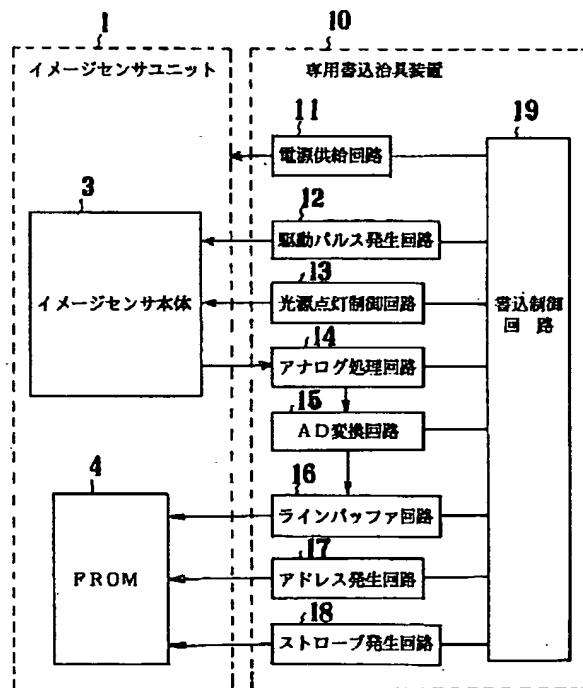 1
イメージセンサユニット
10
専用書込治具装置
11
電源供給回路
19
書込制御
回路
3
イメージセンサ本体
12
駆動パルス発生回路
13
光源点灯制御回路
14
アナログ処理回路
15
AD変換回路
4
PROM
16
ラインバッファ回路
17
アドレス発生回路
18
ストローブ発生回路